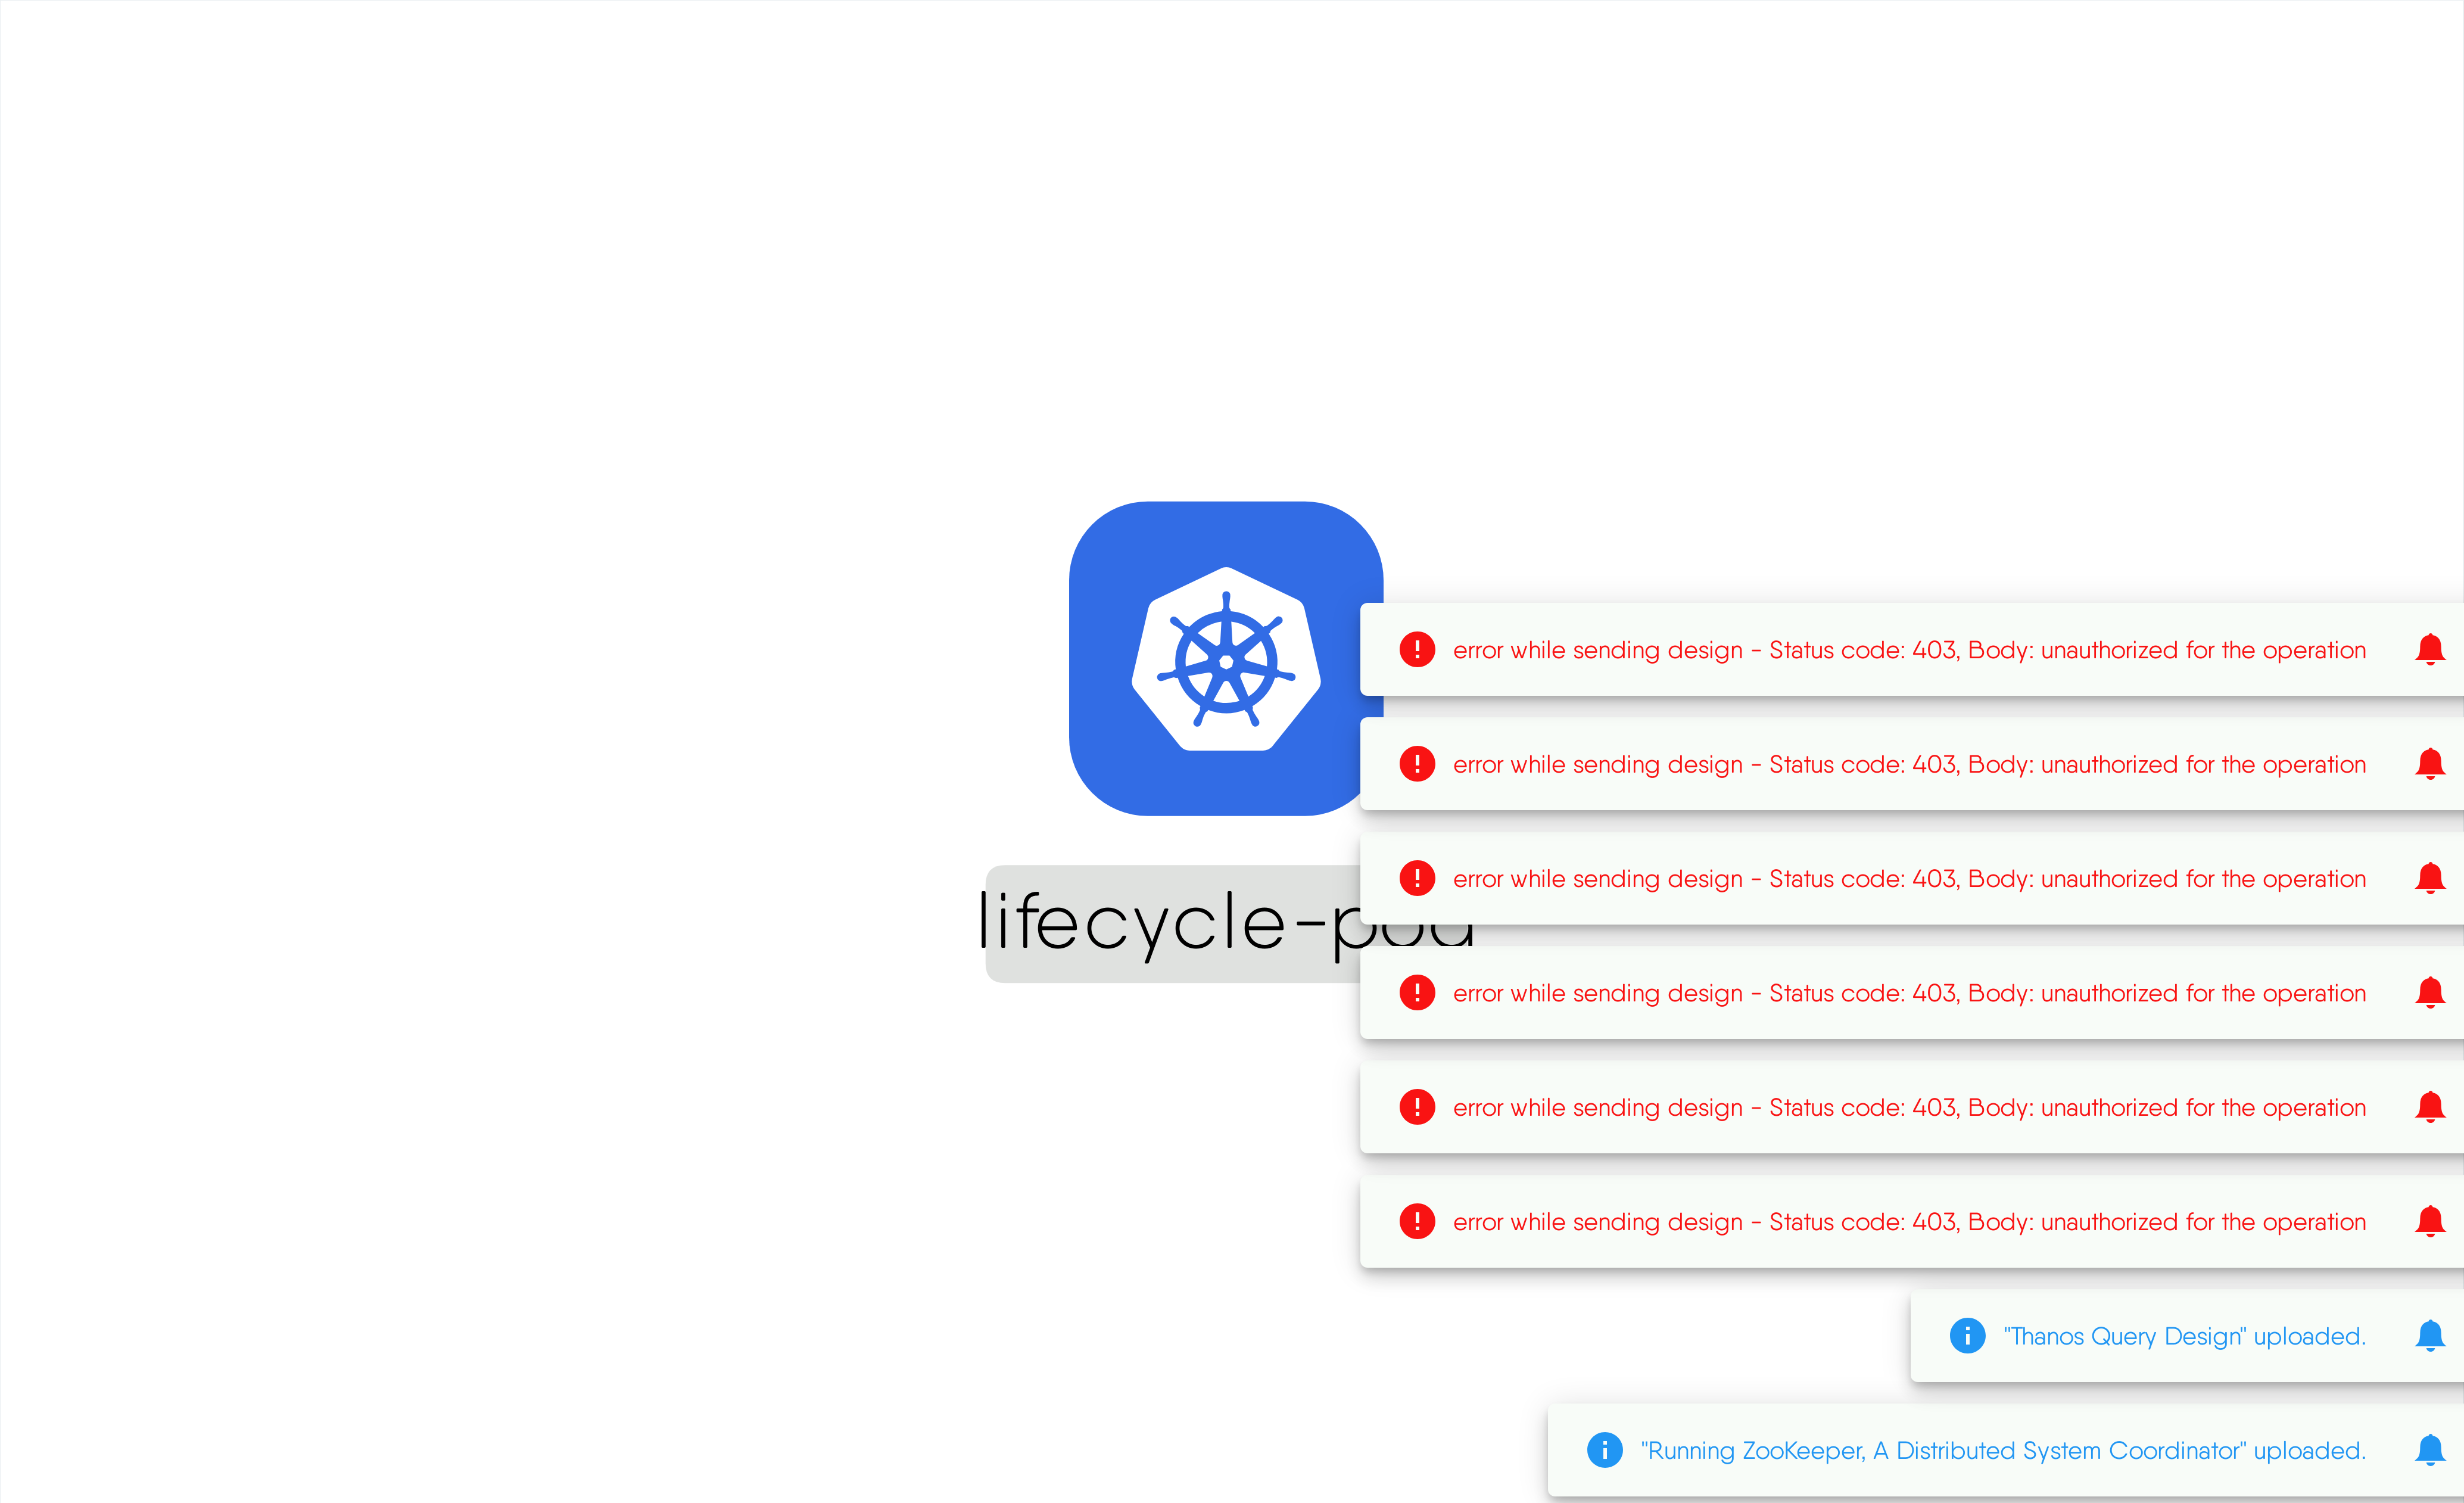 error while sending design - Status code: 403, Body: unauthorized for the operation
error while sending design - Status code: 403, Body: unauthorized for the operation
error while sending design - Status code: 403, Body: unauthorized for the operation
lifecycle-pod
error while sending design - Status code: 403, Body: unauthorized for the operation
error while sending design - Status code: 403, Body: unauthorized for the operation
error while sending design - Status code: 403, Body: unauthorized for the operation
"Thanos Query Design" uploaded.
"Running ZooKeeper, A Distributed System Coordinator" uploaded.